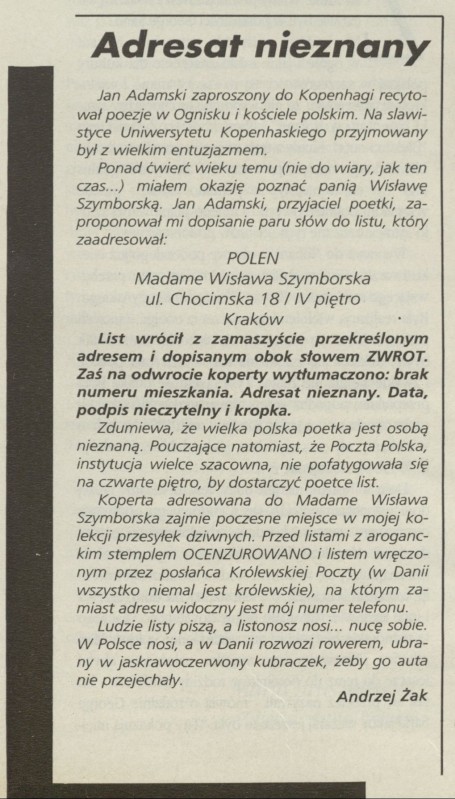 Adresat nieznany
Jan Adamski zaproszony do Kopenhagi recyto-
wał poezje w Ognisku i kościele polskim. Na slawi-
styce Uniwersytetu Kopenhaskiego przyjmowany
był z wielkim entuzjazmem.
Ponad ćwierć wieku temu (nie do wiary, jak ten
czas...) miałem okazję poznać panią Wisławę
Szymborską. Jan Adamski, przyjaciel poetki, za-
proponował mi dopisanie paru słów do listu, który
zaadresował:
POLEN
Madame Wisława Szymborska
ul. Chocimska 18 / IV piętro
Kraków
List wrócił z zamaszyście przekreślonym
adresem i dopisanym obok słowem ZWROT.
Zaś na odwrocie koperty wytłumaczono: brak
numeru mieszkania. Adresat nieznany. Data,
podpis nieczytelny i kropka.
Zdumiewa, że wielka polska poetka jest osobą
nieznaną. Pouczające natomiast, że Poczta Polska,
instytucja wielce szacowna, nie pofatygowała się
na czwarte piętro, by dostarczyć poetce list.
Koperta adresowana do Madame Wisława
Szymborska zajmie poczesne miejsce w mojej ko-
lekcji przesyłek dziwnych. Przed listami z aroganc-
kim stemplem OCENZUROWANO i listem wręczo-
nym przez posłańca Królewskiej Poczty (w Danii
wszystko niemal jest królewskie), na którym za-
miast adresu widoczny jest mój numer telefonu.
Ludzie listy piszą, a listonosz nosi... nucę sobie.
W Polsce nosi, a w Danii rozwozi rowerem, ubra-
ny w jaskrawoczerwony kubraczek, żeby go auta
nie przejechały.
Andrzej Żak